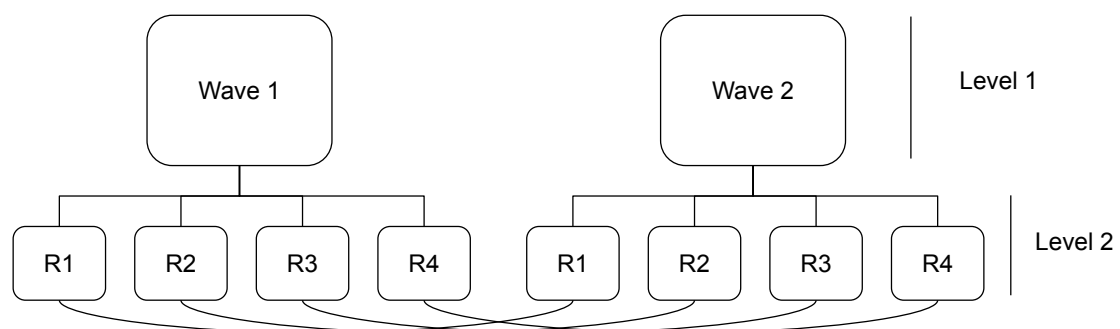 Wave 1
Wave 2
Level 1
R1 R2 R3 R4 R1 R2 R3 R4
Level 2